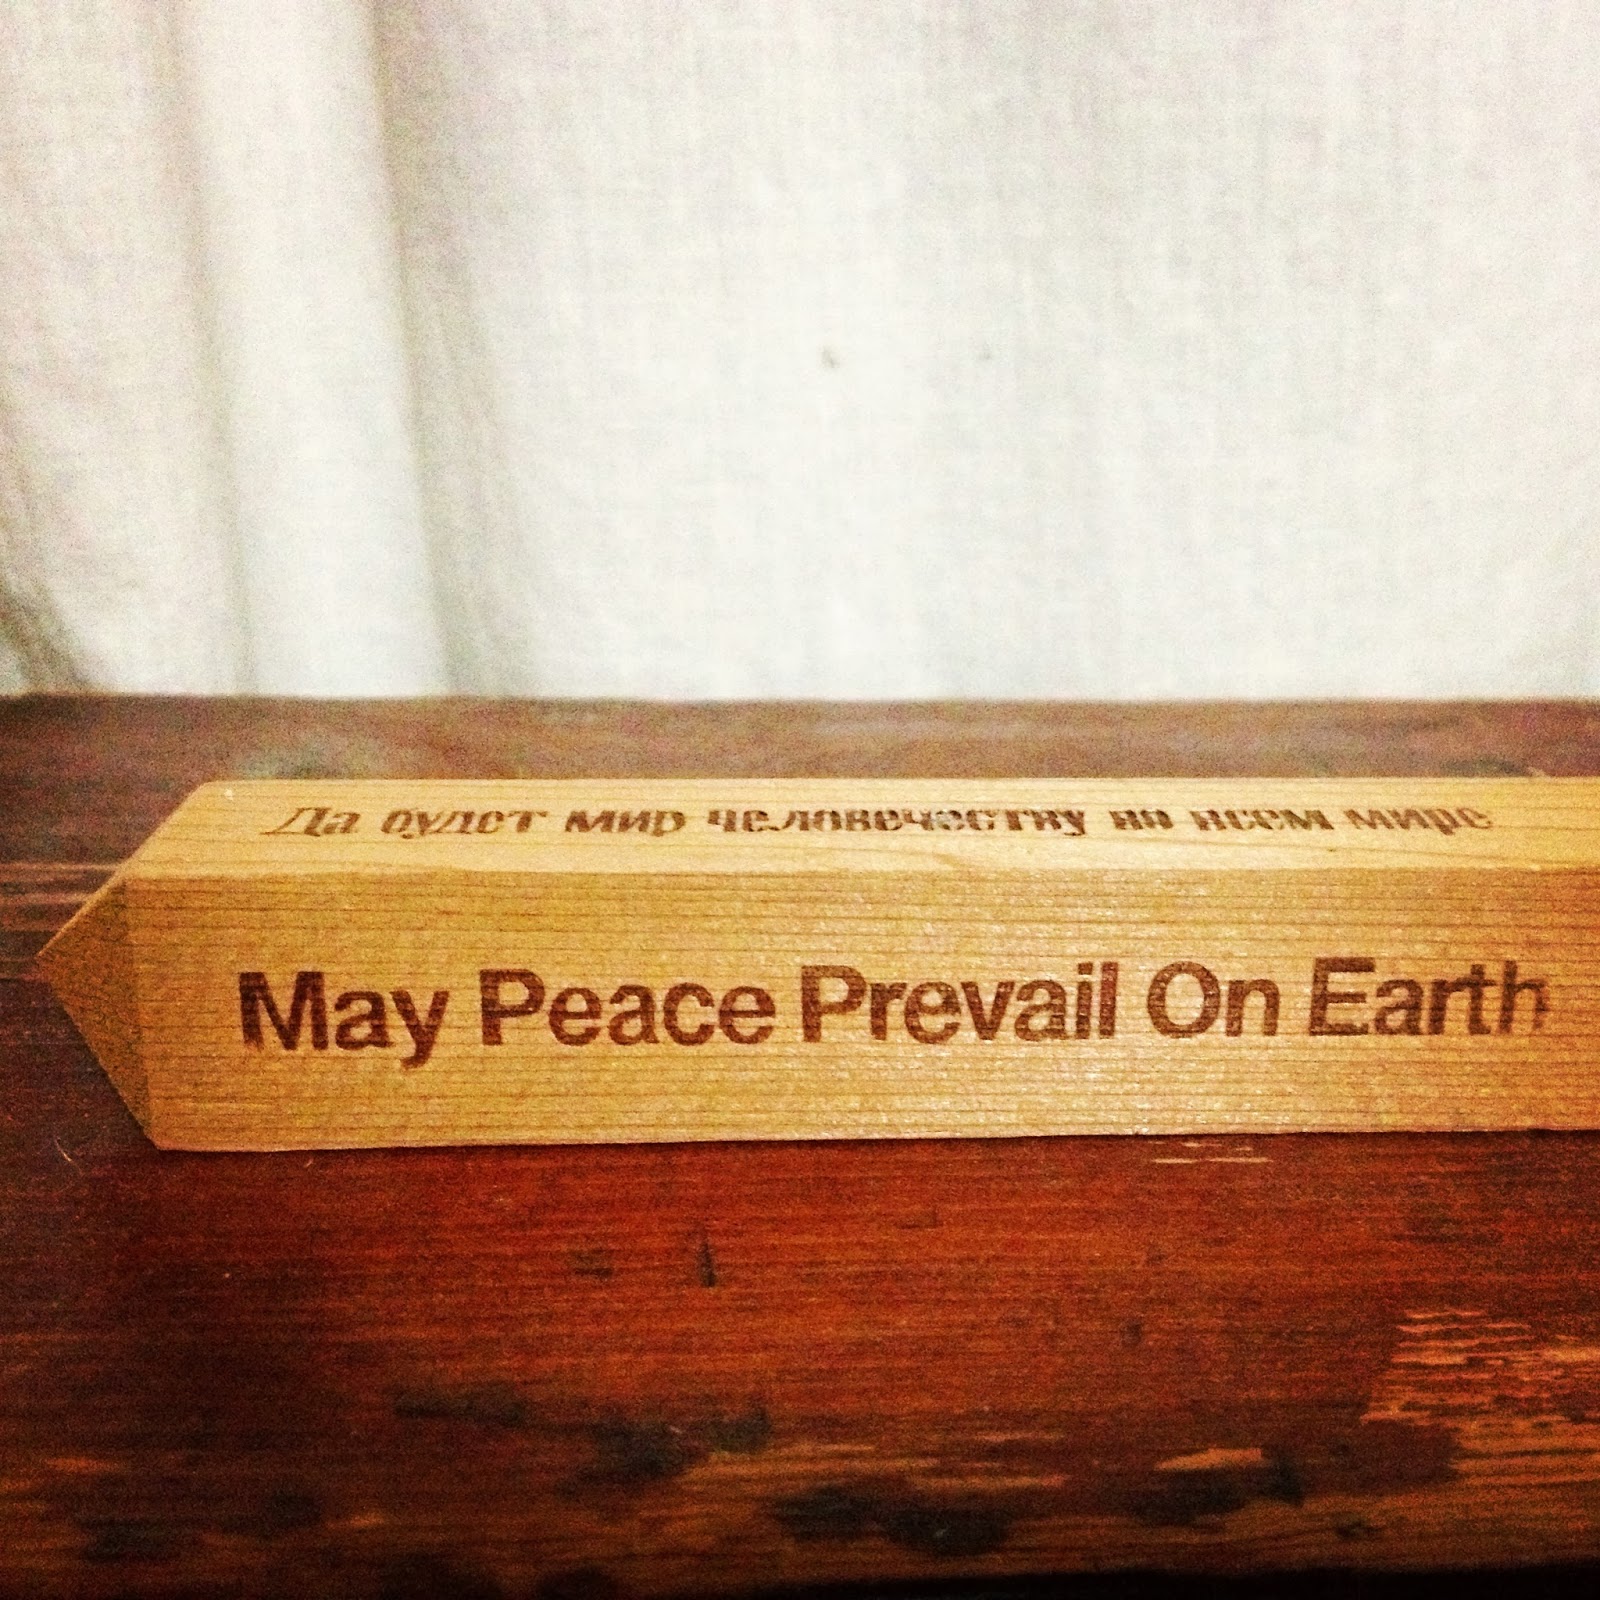 Да будет мир человечеству во всем мире
May Peace Prevail On Earth